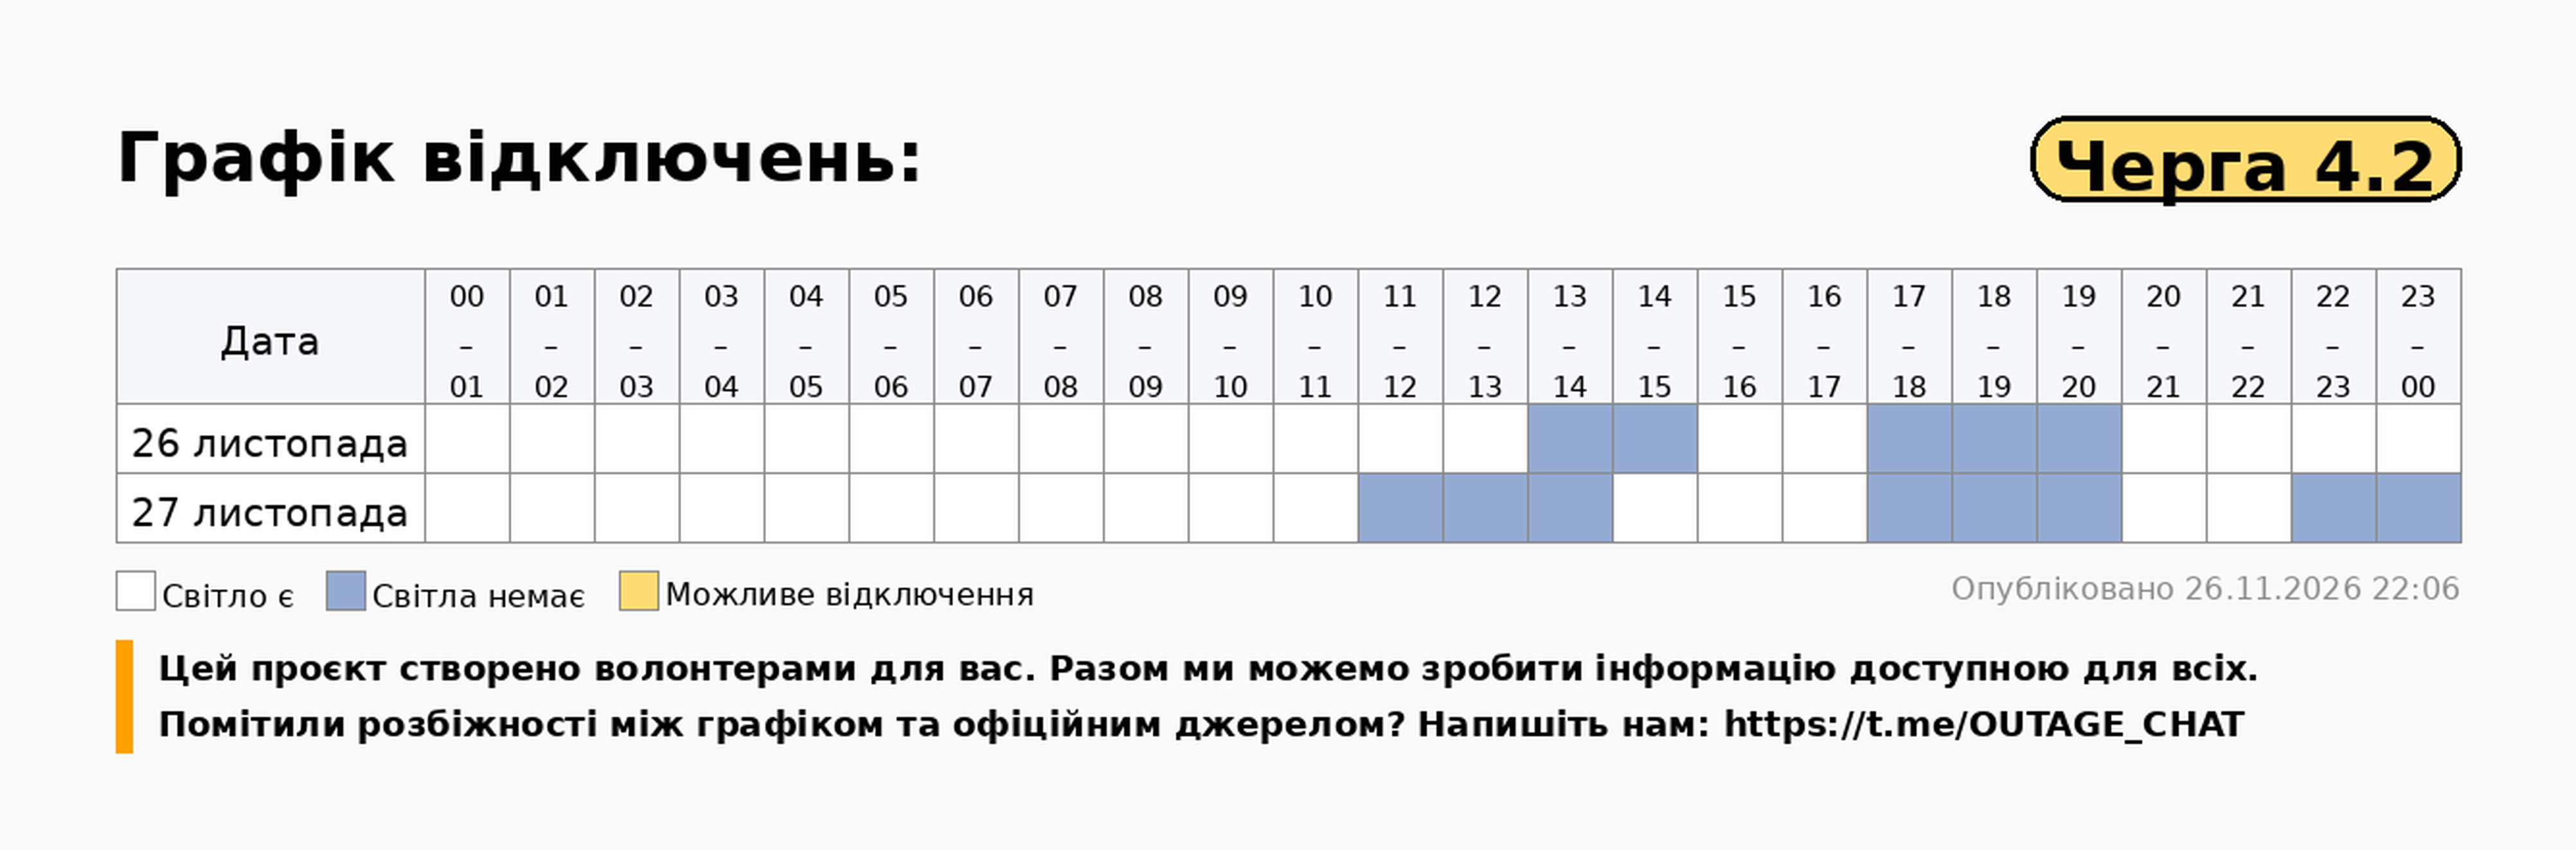 Графік відключень:
Черга 4.2
Дата 00–01 01–02 02–03 03–04 04–05 05–06 06–07 07–08 08–09 09–10 10–11 11–12 12–13 13–14 14–15 15–16 16–17 17–18 18–19 19–20 20–21 21–22 22–23 23–00
26 листопада
27 листопада
Світло є Світла немає Можливе відключення
Опубліковано 26.11.2026 22:06
Цей проєкт створено волонтерами для вас. Разом ми можемо зробити інформацію доступною для всіх.
Помітили розбіжності між графіком та офіційним джерелом? Напишіть нам: https://t.me/OUTAGE_CHAT